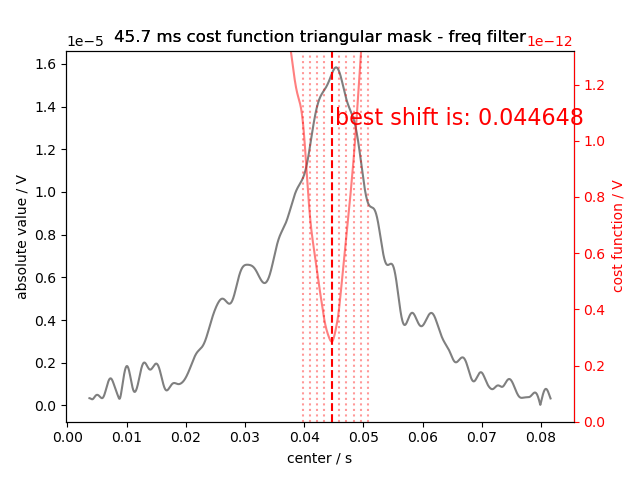 45.7 ms cost function triangular mask - freq filter
1e−5
1e−12
1.6
1.4
1.2
1.0
0.8
0.6
0.4
0.2
0.0
absolute value / V
best shift is: 0.044648
1.2
1.0
0.8
0.6
0.4
0.2
0.0
cost function / V
0.00 0.01 0.02 0.03 0.04 0.05 0.06 0.07 0.08
center / s